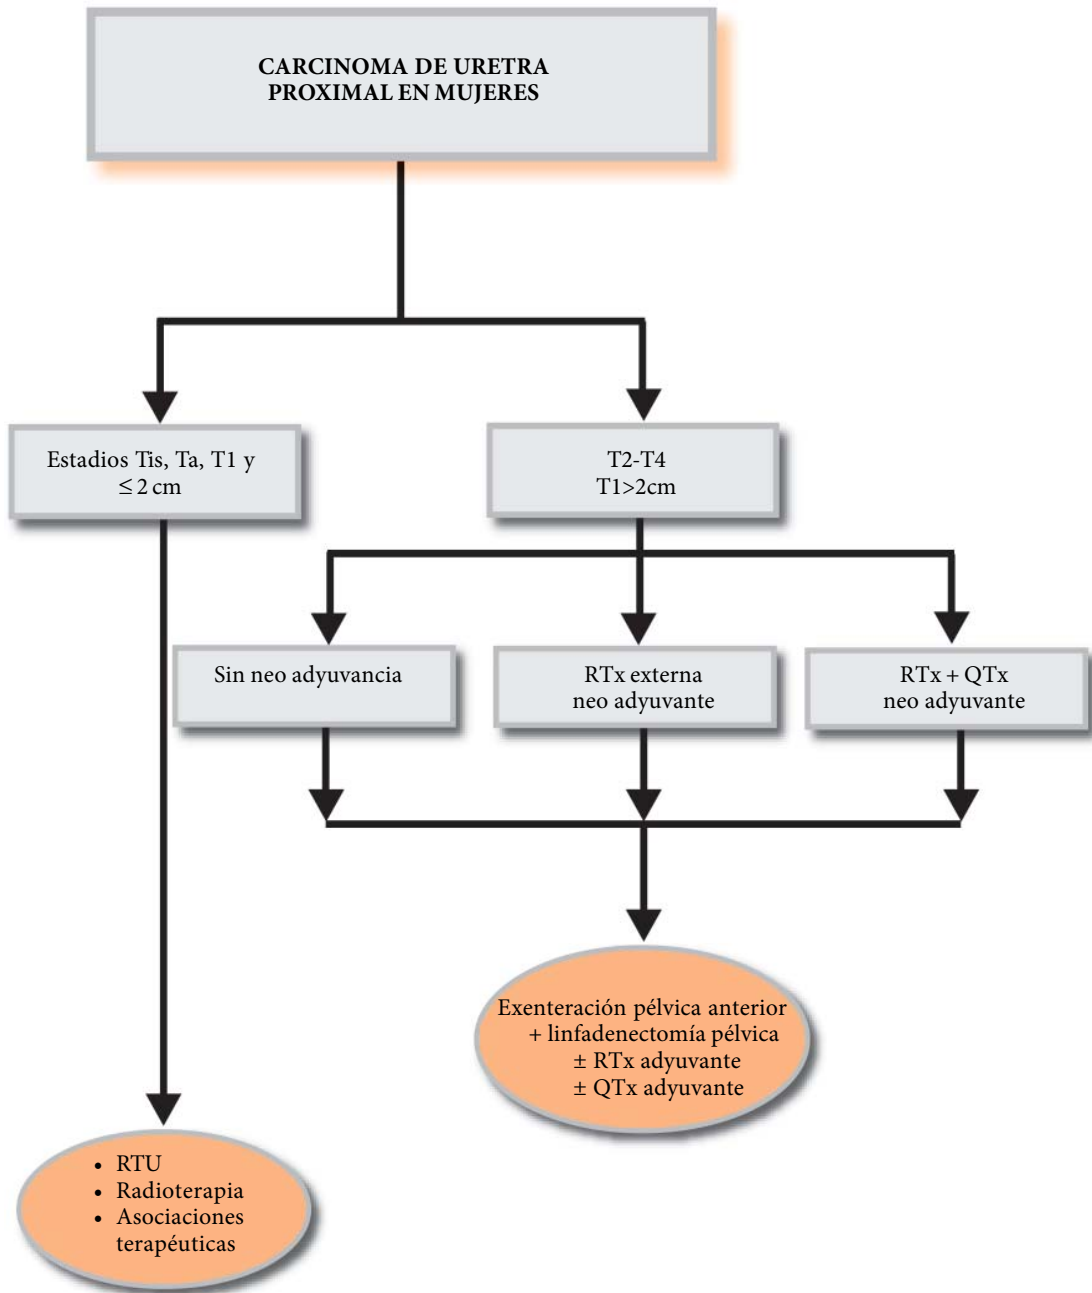 CARCINOMA DE URETRA
PROXIMAL EN MUJERES
Estadios Tis, Ta, T1 y
≤ 2 cm
T2-T4
T1>2cm
Sin neo adyuvancia
RTx externa
neo adyuvante
RTx + QTx
neo adyuvante
Exenteración pélvica anterior
+ linfadenectomía pélvica
± RTx adyuvante
± QTx adyuvante
• RTU
• Radioterapia
• Asociaciones
terapéuticas